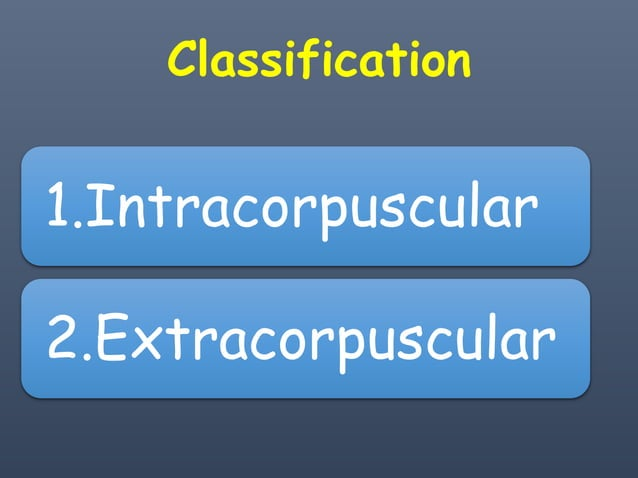 Classification
1.Intracorpuscular
2.Extracorpuscular